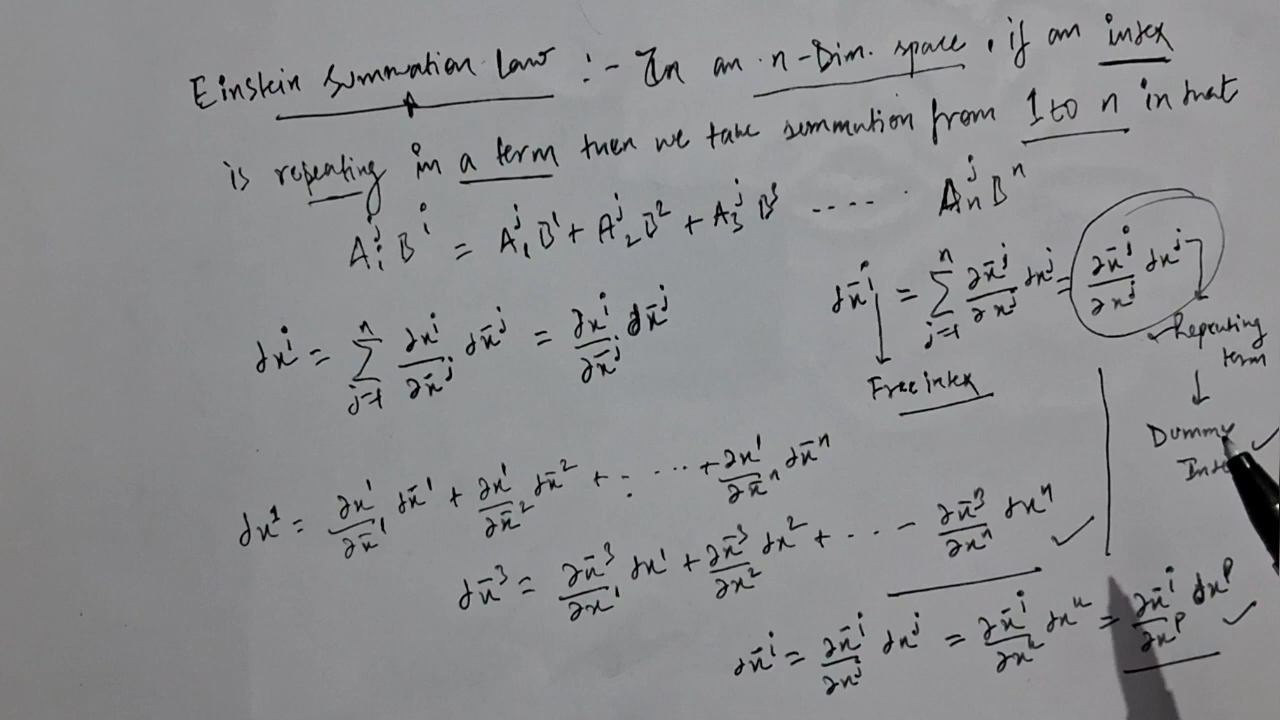 Einstein Summation Law :- In an n-Dim. space, if an index
is repeating in a term then we take summation from 1 to n in that
A^j_i B^i = A^j_1 B^1 + A^j_2 B^2 + A^j_3 B^3 ..... A^j_n B^n
dx^i = Σ_{j=1}^n ∂x^i/∂x̄^j dx̄^j = ∂x^i/∂x̄^j dx̄^j
dx̄^i = Σ_{j=1}^n ∂x̄^j/∂x^j dx^j = ∂x̄^i/∂x^j dx^j
Free index
Repeating
term
Dummy
dx^1 = ∂x^1/∂x̄^1 dx̄^1 + ∂x^1/∂x̄^2 dx̄^2 + ..... + ∂x^1/∂x̄^n dx̄^n
dx̄^3 = ∂x̄^3/∂x^1 dx^1 + ∂x̄^3/∂x^2 dx^2 + ... - ∂x̄^3/∂x^n dx^n
dx̄^i = ∂x̄^i/∂x^j dx^j = ∂x̄^i/∂x^k dx^k = ∂x̄^i/∂x^p dx^p